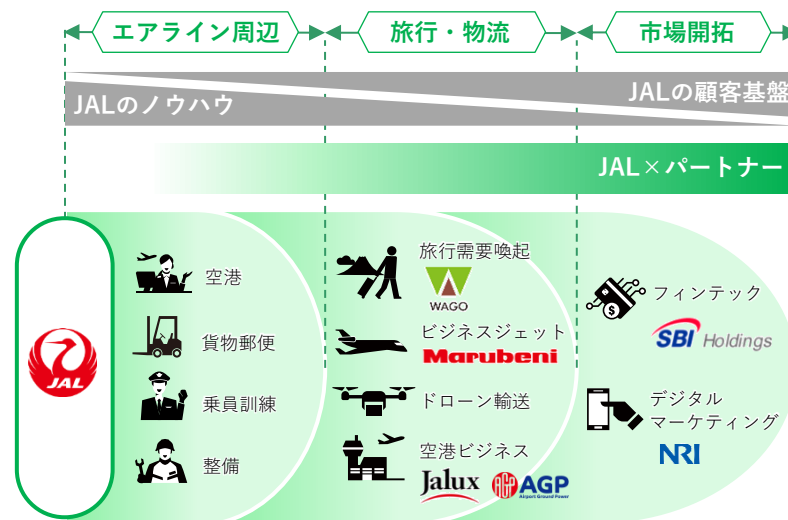 エアライン周辺
旅行・物流
市場開拓
JALのノウハウ
JALの顧客基盤
JAL×パートナー
JAL
空港
貨物郵便
乗員訓練
整備
旅行需要喚起
WAGO
ビジネスジェット
Marubeni
ドローン輸送
空港ビジネス
Jalux
AGP AGP
Airport Ground Power
フィンテック
$
SBI Holdings
デジタル
マーケティング
NRI